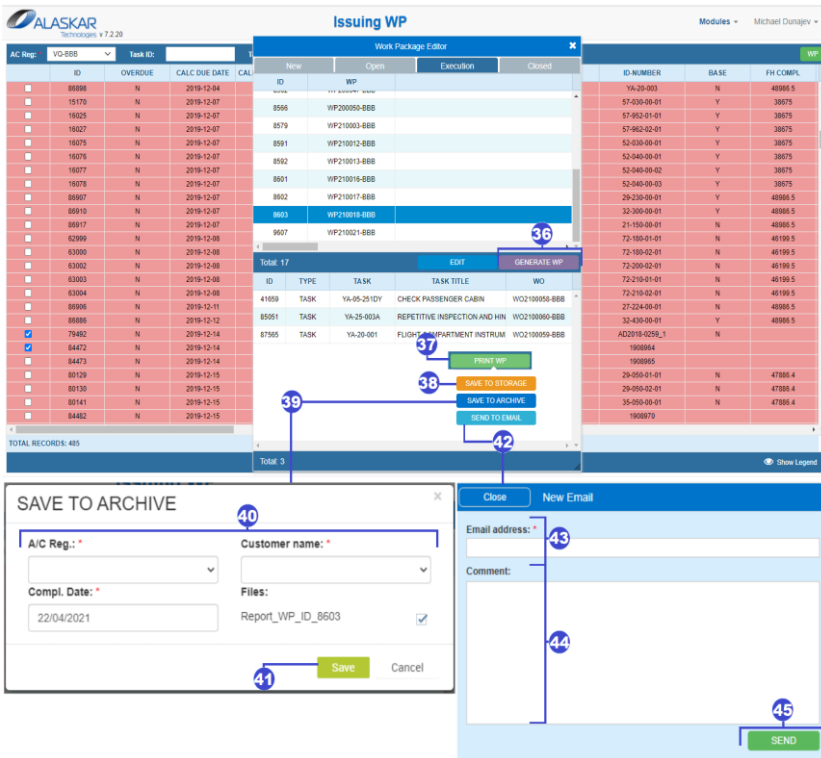 ALASKAR
Technologies v 7.2.20
Issuing WP
Modules
Michael Dunajev
AC Reg: VQ-BBB Task ID:
WP
Work Package Editor ×
New Open Execution Closed
ID WP
8566 WP200050-BBB
8579 WP210003-BBB
8591 WP210012-BBB
8592 WP210013-BBB
8601 WP210016-BBB
8602 WP210017-BBB
8603 WP210018-BBB
9607 WP210021-BBB
36
Total: 17 EDIT GENERATE WP
ID TYPE TASK TASK TITLE WO
41659 TASK YA-05-251DY CHECK PASSENGER CABIN WO2100058-BBB
85051 TASK YA-25-003A REPETITIVE INSPECTION AND HIN WO2100060-BBB
87565 TASK YA-20-001 FLIGHT COMPARTMENT INSTRUM WO2100059-BBB
37
PRINT WP
38
SAVE TO STORAGE
39
SAVE TO ARCHIVE
SEND TO EMAIL
42
Total: 3
ID OVERDUE CALC DUE DATE CAL
86898 N 2019-12-04
15170 N 2019-12-07
16025 N 2019-12-07
16027 N 2019-12-07
16075 N 2019-12-07
16076 N 2019-12-07
16077 N 2019-12-07
16078 N 2019-12-07
86907 N 2019-12-07
86910 N 2019-12-07
86917 N 2019-12-07
62999 N 2019-12-08
63000 N 2019-12-08
63002 N 2019-12-08
63003 N 2019-12-08
63004 N 2019-12-08
86906 N 2019-12-11
86886 N 2019-12-12
79492 N 2019-12-14
84472 N 2019-12-14
84473 N 2019-12-14
80129 N 2019-12-15
80130 N 2019-12-15
80141 N 2019-12-15
84482 N 2019-12-15
ID-NUMBER BASE FH COMPL
YA-20-003 N 48986.5
57-030-00-01 Y 38675
57-952-01-01 Y 38675
57-962-02-01 Y 38675
52-030-00-01 Y 38675
52-040-00-01 Y 38675
52-040-00-02 Y 38675
52-040-00-03 Y 38675
29-230-00-01 Y 48986.5
32-300-00-01 Y 48986.5
21-150-00-01 N 48986.5
72-180-01-01 N 46199.5
72-180-02-01 N 46199.5
72-200-02-01 N 46199.5
72-210-01-01 N 46199.5
72-210-02-01 N 46199.5
27-224-00-01 N 48986.5
32-430-00-01 Y 48986.5
AD2018-0259_1 N
1908964
1908965
29-050-01-01 N 47886.4
29-050-02-01 N 47886.4
35-050-00-01 N 47886.4
1908970
TOTAL RECORDS: 485
Show Legend
SAVE TO ARCHIVE ×
40
A/C Reg.: * Customer name: *
Compl. Date: * Files:
22/04/2021 Report_WP_ID_8603
41
Save Cancel
Close New Email
Email address: *
43
Comment:
44
45
SEND